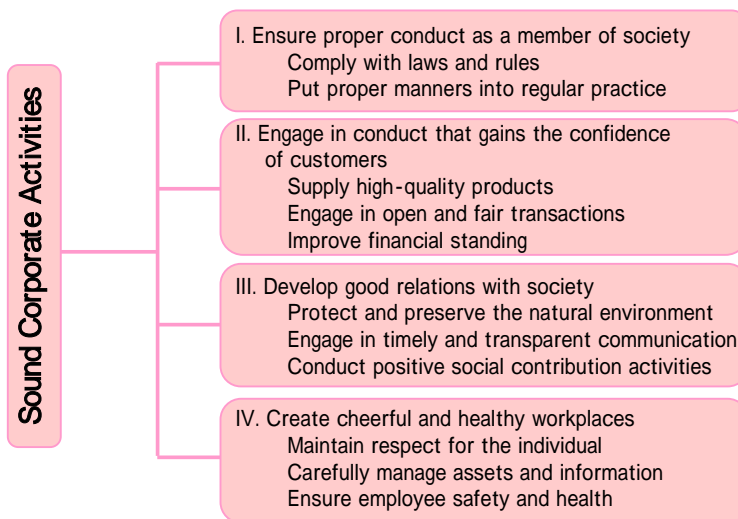 Sound Corporate Activities
I. Ensure proper conduct as a member of society
Comply with laws and rules
Put proper manners into regular practice
II. Engage in conduct that gains the confidence
of customers
Supply high-quality products
Engage in open and fair transactions
Improve financial standing
III. Develop good relations with society
Protect and preserve the natural environment
Engage in timely and transparent communication
Conduct positive social contribution activities
IV. Create cheerful and healthy workplaces
Maintain respect for the individual
Carefully manage assets and information
Ensure employee safety and health